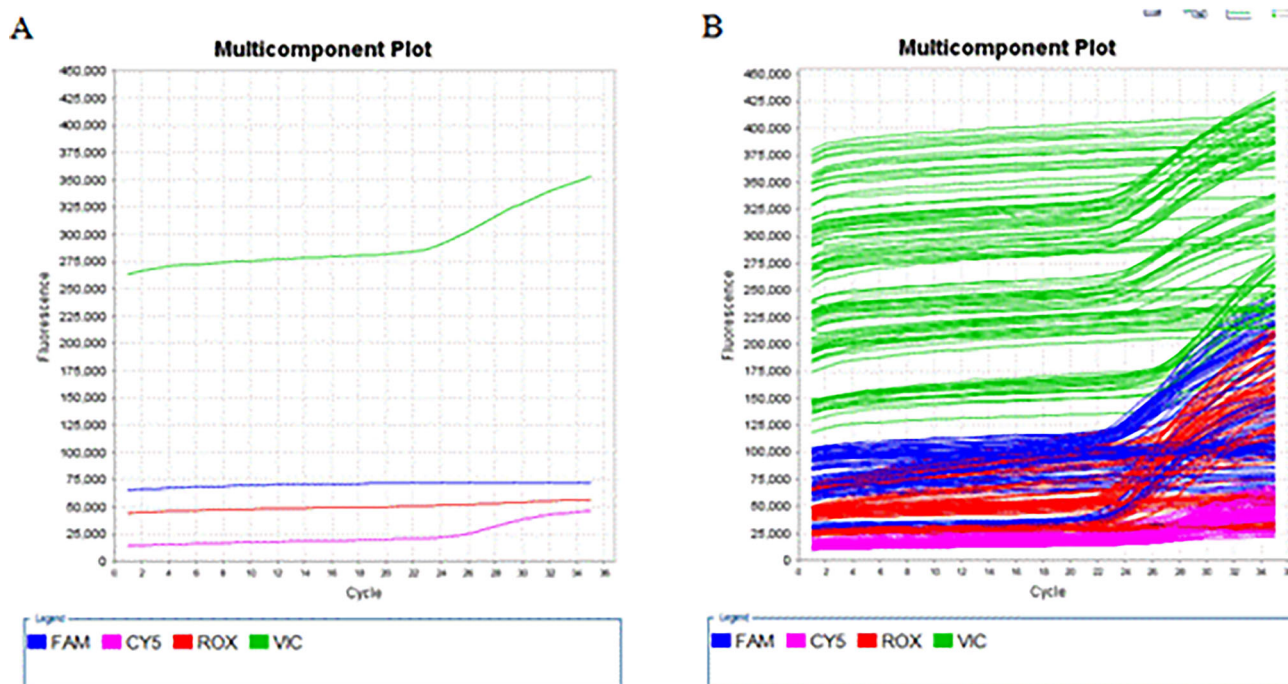 A
Multicomponent Plot
450,000
425,000
400,000
375,000
350,000
325,000
300,000
275,000
250,000
225,000
200,000
175,000
150,000
125,000
100,000
75,000
50,000
25,000
0
Fluorescence
0 2 4 6 8 10 12 14 16 18 20 22 24 26 28 30 32 34 36
Cycle
Legend
FAM CY5 ROX VIC
B
Multicomponent Plot
450,000
425,000
400,000
375,000
350,000
325,000
300,000
275,000
250,000
225,000
200,000
175,000
150,000
125,000
100,000
75,000
50,000
25,000
0
Fluorescence
0 2 4 6 8 10 12 14 16 18 20 22 24 26 28 30 32 34 36
Cycle
Legend
FAM CY5 ROX VIC